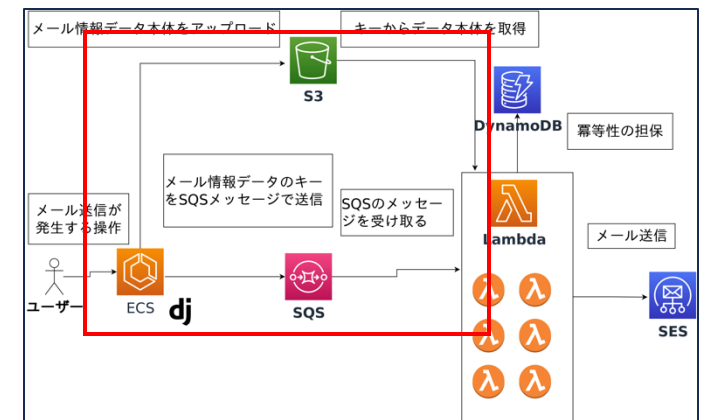 メール情報データ本体をアップロード
キーからデータ本体を取得
S3
DynamoDB
冪等性の担保
メール情報データのキー
をSQSメッセージで送信
SQSのメッセー
ジを受け取る
メール送信が
発生する操作
Lambda
メール送信
ユーザー
ECS
dj
SQS
SES